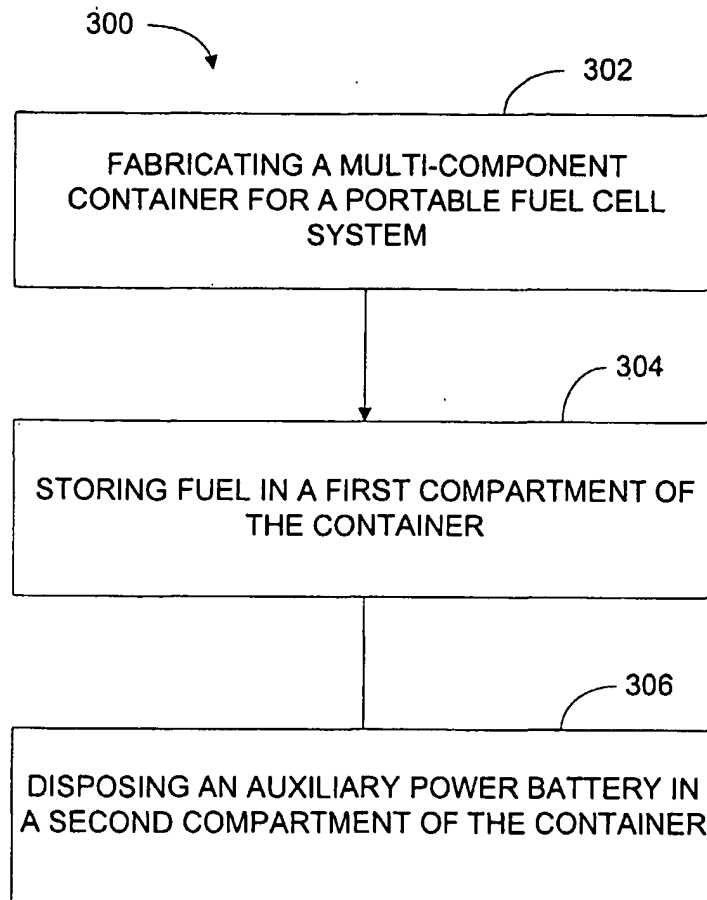 300
302
FABRICATING A MULTI-COMPONENT
CONTAINER FOR A PORTABLE FUEL CELL
SYSTEM
304
STORING FUEL IN A FIRST COMPARTMENT OF
THE CONTAINER
306
DISPOSING AN AUXILIARY POWER BATTERY IN
A SECOND COMPARTMENT OF THE CONTAINER